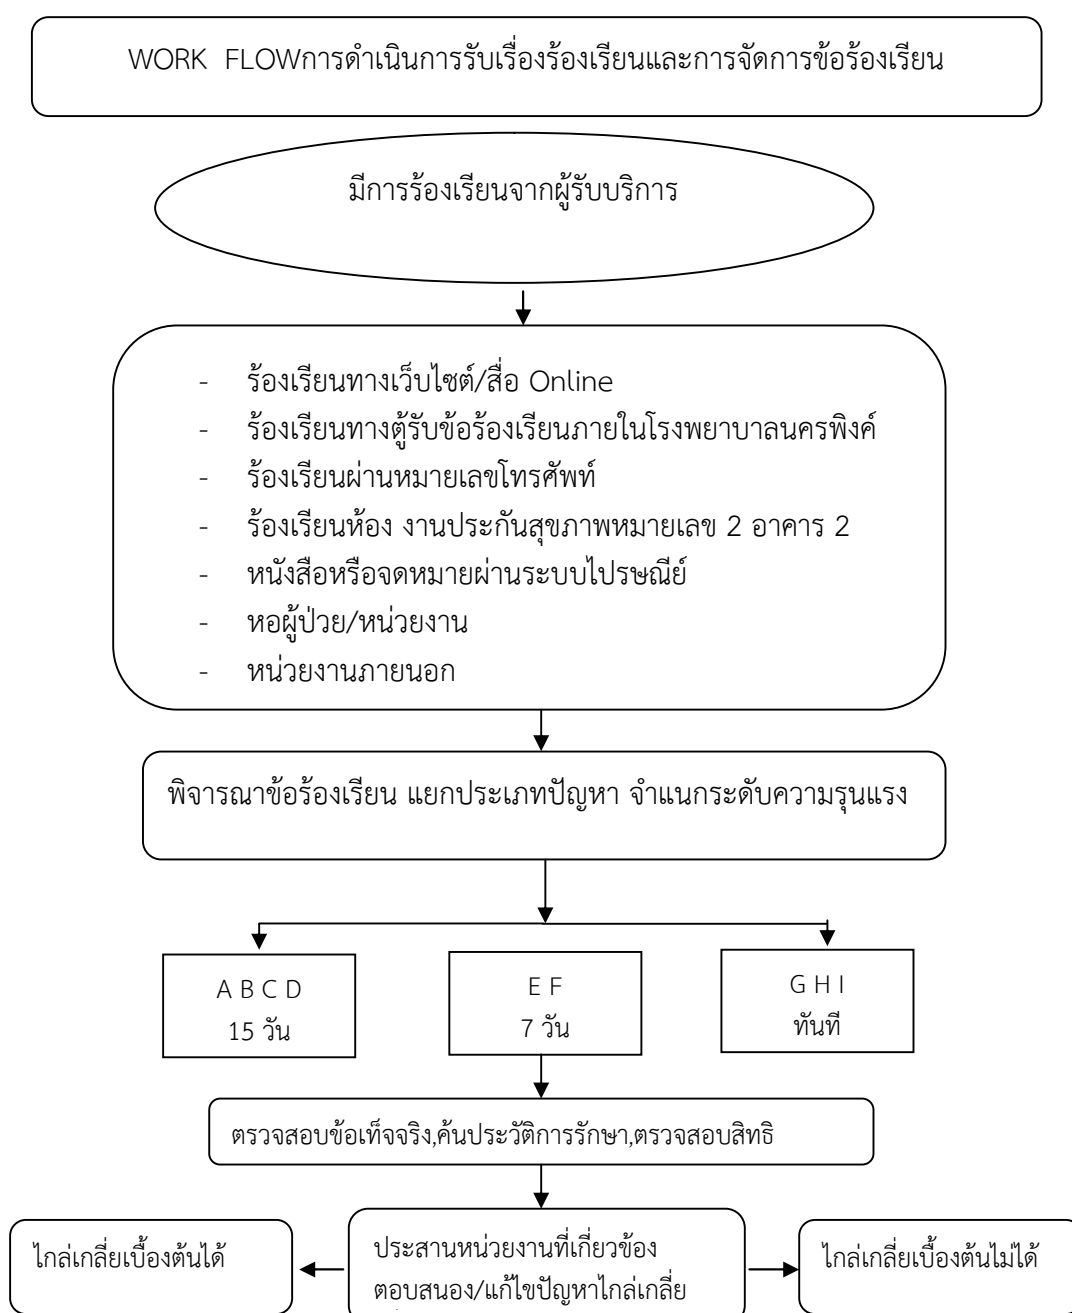 WORK FLOWการดำเนินการรับเรื่องร้องเรียนและการจัดการข้อร้องเรียน
มีการร้องเรียนจากผู้รับบริการ
- ร้องเรียนทางเว็บไซต์/สื่อ Online
- ร้องเรียนทางตู้รับข้อร้องเรียนภายในโรงพยาบาลนครพิงค์
- ร้องเรียนผ่านหมายเลขโทรศัพท์
- ร้องเรียนห้อง งานประกันสุขภาพหมายเลข 2 อาคาร 2
- หนังสือหรือจดหมายผ่านระบบไปรษณีย์
- หอผู้ป่วย/หน่วยงาน
- หน่วยงานภายนอก
พิจารณาข้อร้องเรียน แยกประเภทปัญหา จำแนกระดับความรุนแรง
A B C D
15 วัน
E F
7 วัน
G H I
ทันที
ตรวจสอบข้อเท็จจริง,ค้นประวัติการรักษา,ตรวจสอบสิทธิ
ไกล่เกลี่ยเบื้องต้นได้
ประสานหน่วยงานที่เกี่ยวข้อง
ตอบสนอง/แก้ไขปัญหาไกล่เกลี่ย
ไกล่เกลี่ยเบื้องต้นไม่ได้